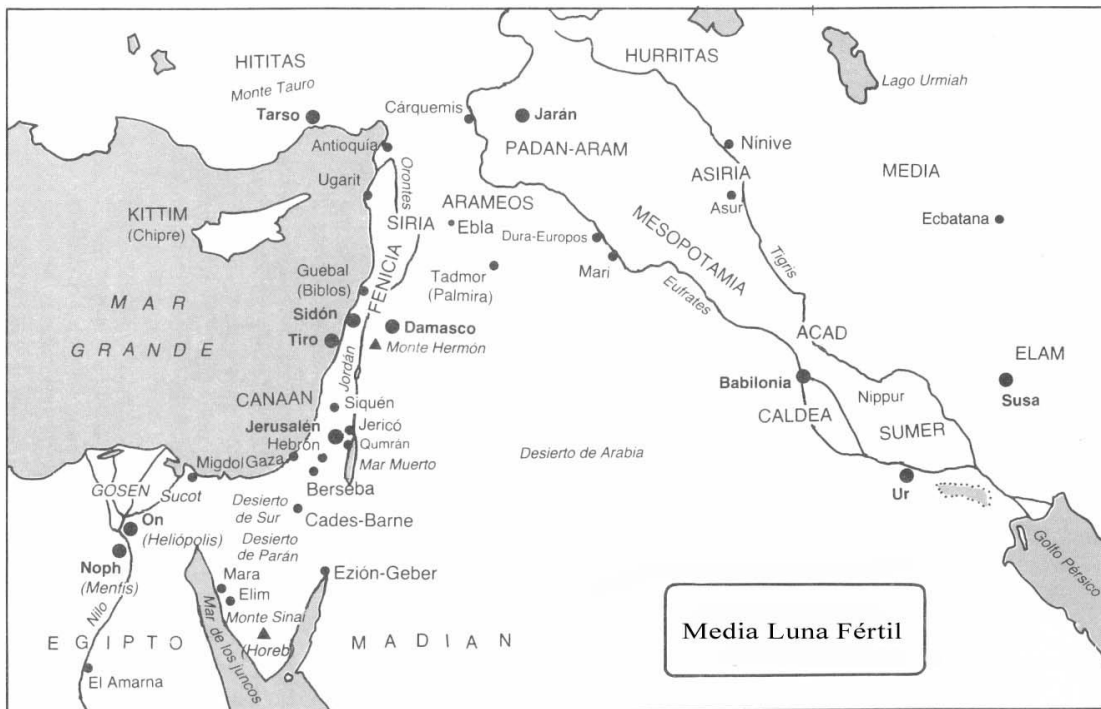 HITITAS
Monte Tauro
Tarso
HURRITAS
Lago Urmiah
Cárquemis
Jarán
PADAN-ARAM
Nínive
Antioquía
Orontes
ASIRIA
MEDIA
Ugarit
ARAMEOS
Asur
KITTIM
(Chipre)
SIRIA
Ebla
MESOPOTAMIA
Ecbatana
Dura-Europos
Mari
Tigris
Guebal
(Biblos)
FENICIA
Tadmor
(Palmira)
Eufrates
MAR
GRANDE
Sidón
Tiro
Damasco
Monte Hermón
ACAD
ELAM
Jordán
Babilonia
Susa
CANAAN
Siquén
CALDEA
Nippur
SUMER
Jerusalén
Jericó
Hebrón
Qumrán
Migdol
Gaza
Mar Muerto
Desierto de Arabia
GOSEN
Sucot
Berseba
Ur
Desierto
de Sur
Cades-Barne
On
(Heliópolis)
Desierto
de Parán
Noph
(Menfis)
Mara
Elim
Ezión-Geber
Golfo Pérsico
Nilo
Monte Sinaí
(Horeb)
Mar de los juncos
EGIPTO
MADIAN
Media Luna Fértil
El Amarna